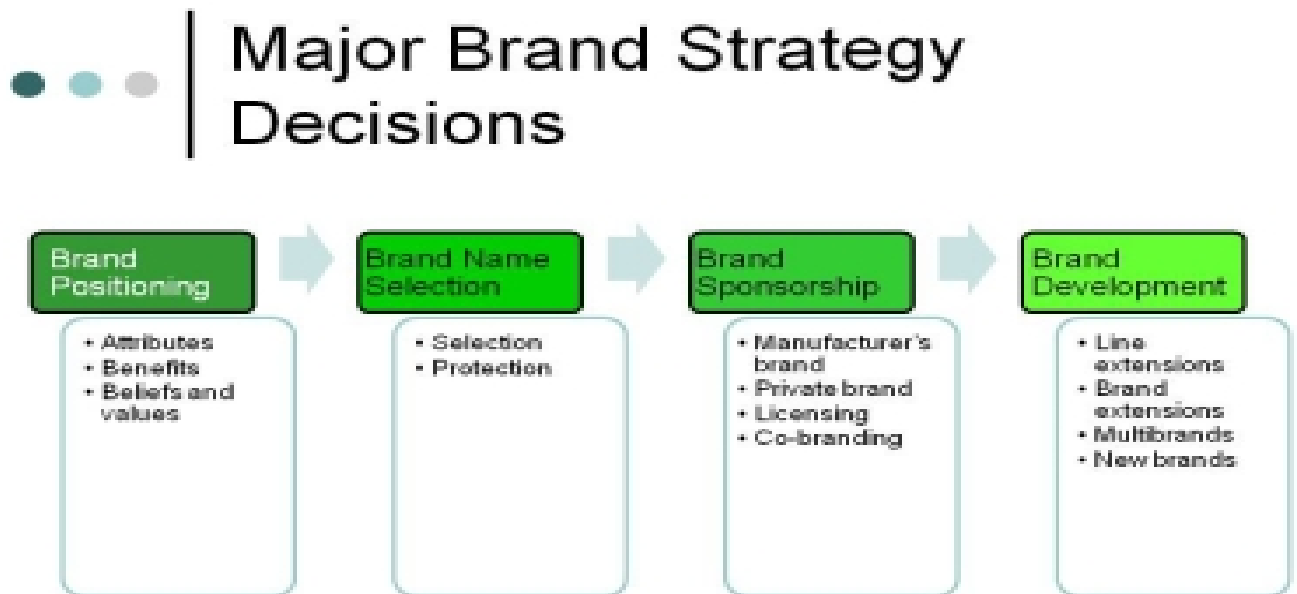 Major Brand Strategy
Decisions
Brand
Positioning
• Attributes
• Benefits
• Beliefs and
values
Brand Name
Selection
• Selection
• Protection
Brand
Sponsorship
• Manufacturer's
brand
• Private brand
• Licensing
• Co-branding
Brand
Development
• Line
extensions
• Brand
extensions
• Multibrands
• New brands